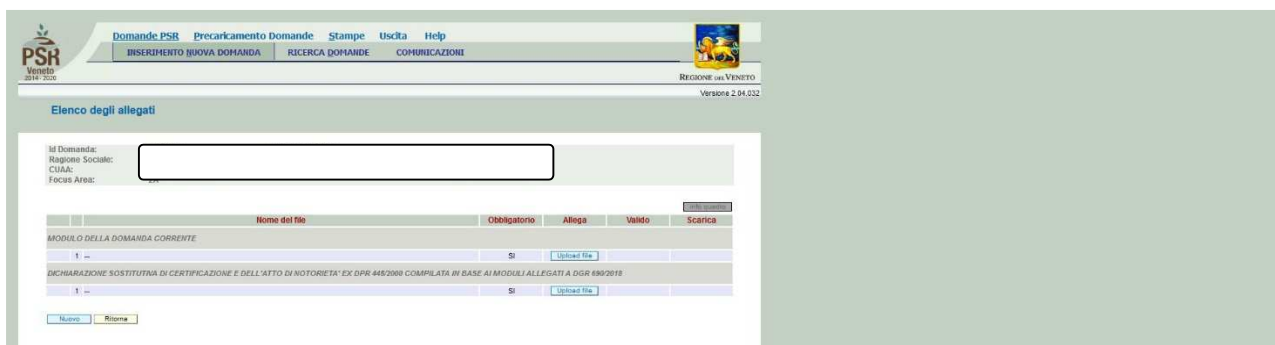 Domande PSR Precaricamento Domande Stampe Uscita Help
INSERIMENTO NUOVA DOMANDA RICERCA DOMANDE COMUNICAZIONI
PSR
Veneto
2014-2020
REGIONE DEL VENETO
Versione 2.04.032
Elenco degli allegati
Id Domanda:
Ragione Sociale:
CUAA:
Focus Area:
Nome del file Obbligatorio Allega Valido Scarica
MODULO DELLA DOMANDA CORRENTE
1 -- SI Upload file
DICHIARAZIONE SOSTITUTIVA DI CERTIFICAZIONE E DELL'ATTO DI NOTORIETA' EX DPR 445/2000 COMPILATA IN BASE AI MODULI ALLEGATI A DGR 690/2018
1 -- SI Upload file
Nuovo Ritorna